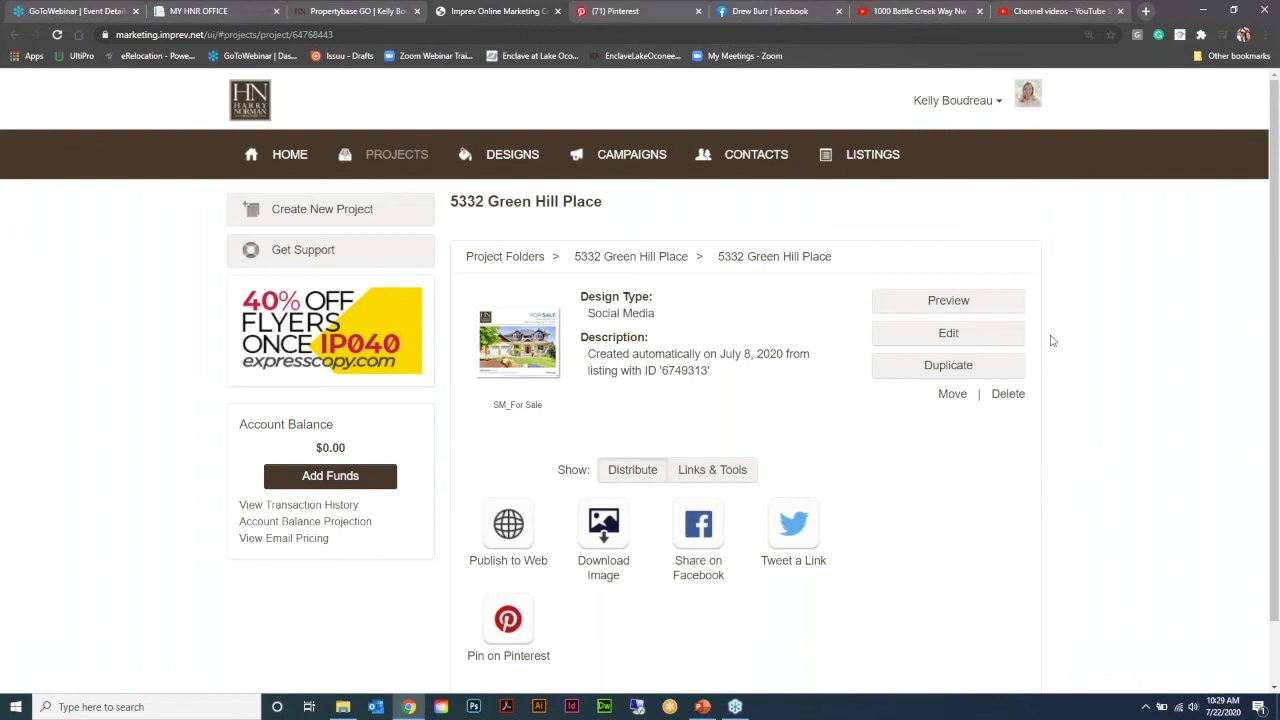 GoToWebinar | Event Detai
MY HNR OFFICE
Propertybase GO | Kelly Bo
Imprev Online Marketing C
(71) Pinterest
Drew Burr | Facebook
1000 Battle Creek Way Nw
Channel videos - YouTube S
marketing.imprev.net/ui/#projects/project/64768443
Apps
UltiPro
eRelocation - Powe...
GoToWebinar | Das...
Issuu - Drafts
Zoom Webinar Trai...
Enclave at Lake Oco...
EnclaveLakeOconee...
My Meetings - Zoom
Other bookmarks
HN
HARRY
NORMAN
Kelly Boudreau
HOME
PROJECTS
DESIGNS
CAMPAIGNS
CONTACTS
LISTINGS
Create New Project
Get Support
40% OFF
FLYERS
ONCE IP040
expresscopy.com
Account Balance
$0.00
Add Funds
View Transaction History
Account Balance Projection
View Email Pricing
5332 Green Hill Place
Project Folders > 5332 Green Hill Place > 5332 Green Hill Place
FOR SALE
SM_For Sale
Design Type:
Social Media
Description:
Created automatically on July 8, 2020 from
listing with ID '6749313'
Preview
Edit
Duplicate
Move | Delete
Show: Distribute Links & Tools
Publish to Web
Download
Image
Share on
Facebook
Tweet a Link
Pin on Pinterest
Type here to search
10:29 AM
7/22/2020